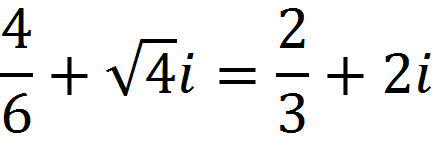 4/6 + √4i = 2/3 + 2i